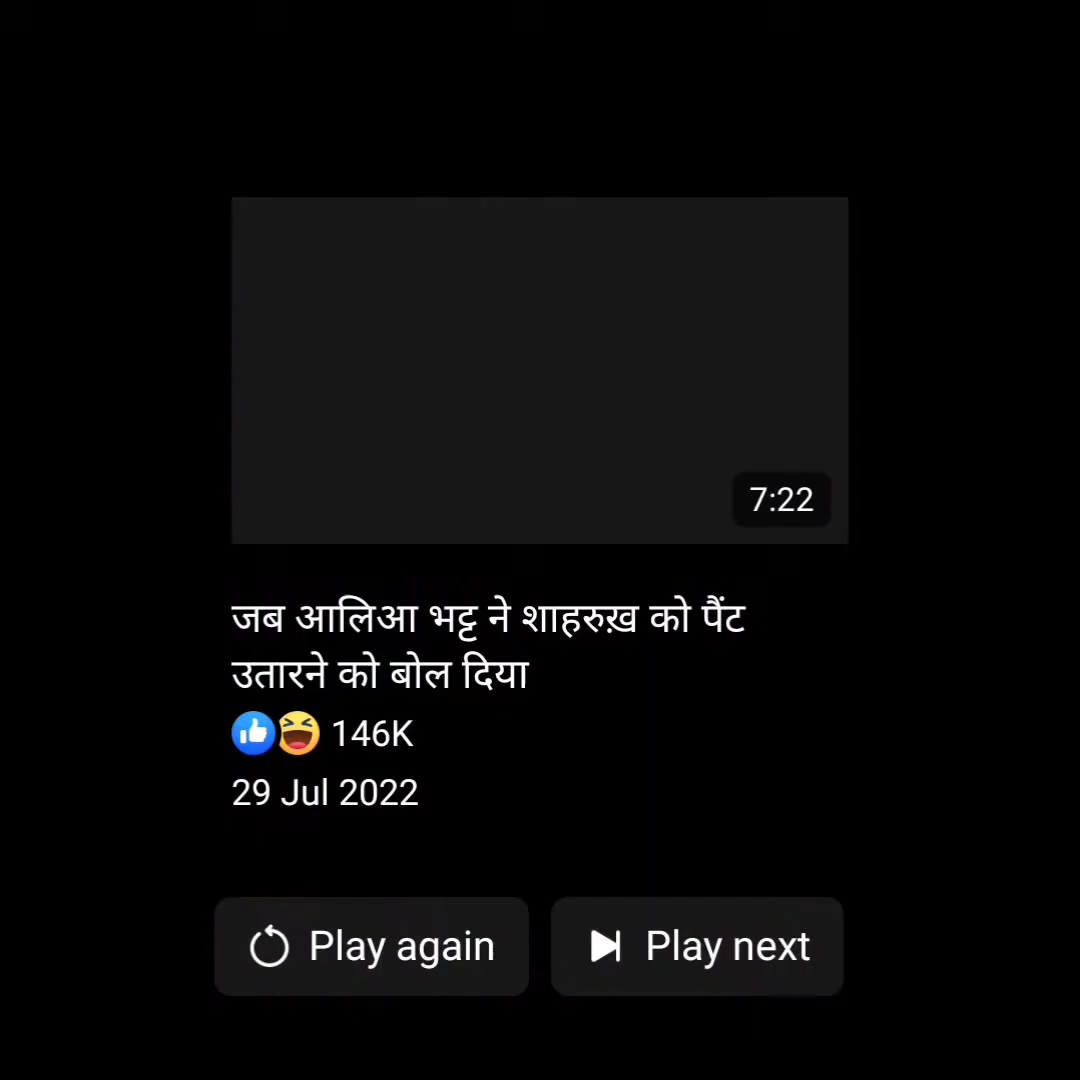 7:22
जब आलिआ भट्ट ने शाहरुख़ को पैंट
उतारने को बोल दिया
146K
29 Jul 2022
Play again
Play next